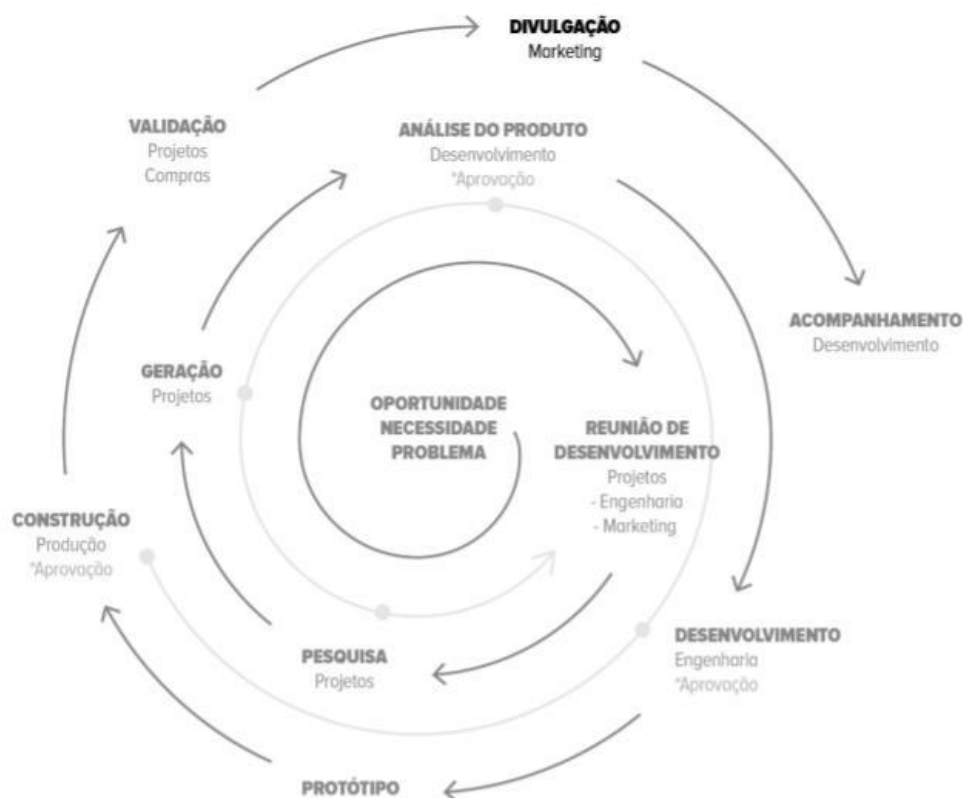 DIVULGAÇÃO
Marketing
VALIDAÇÃO
Projetos
Compras
ANÁLISE DO PRODUTO
Desenvolvimento
*Aprovação
ACOMPANHAMENTO
Desenvolvimento
GERAÇÃO
Projetos
OPORTUNIDADE
NECESSIDADE
PROBLEMA
REUNIÃO DE
DESENVOLVIMENTO
Projetos
- Engenharia
- Marketing
CONSTRUÇÃO
Produção
*Aprovação
PESQUISA
Projetos
DESENVOLVIMENTO
Engenharia
*Aprovação
PROTÓTIPO